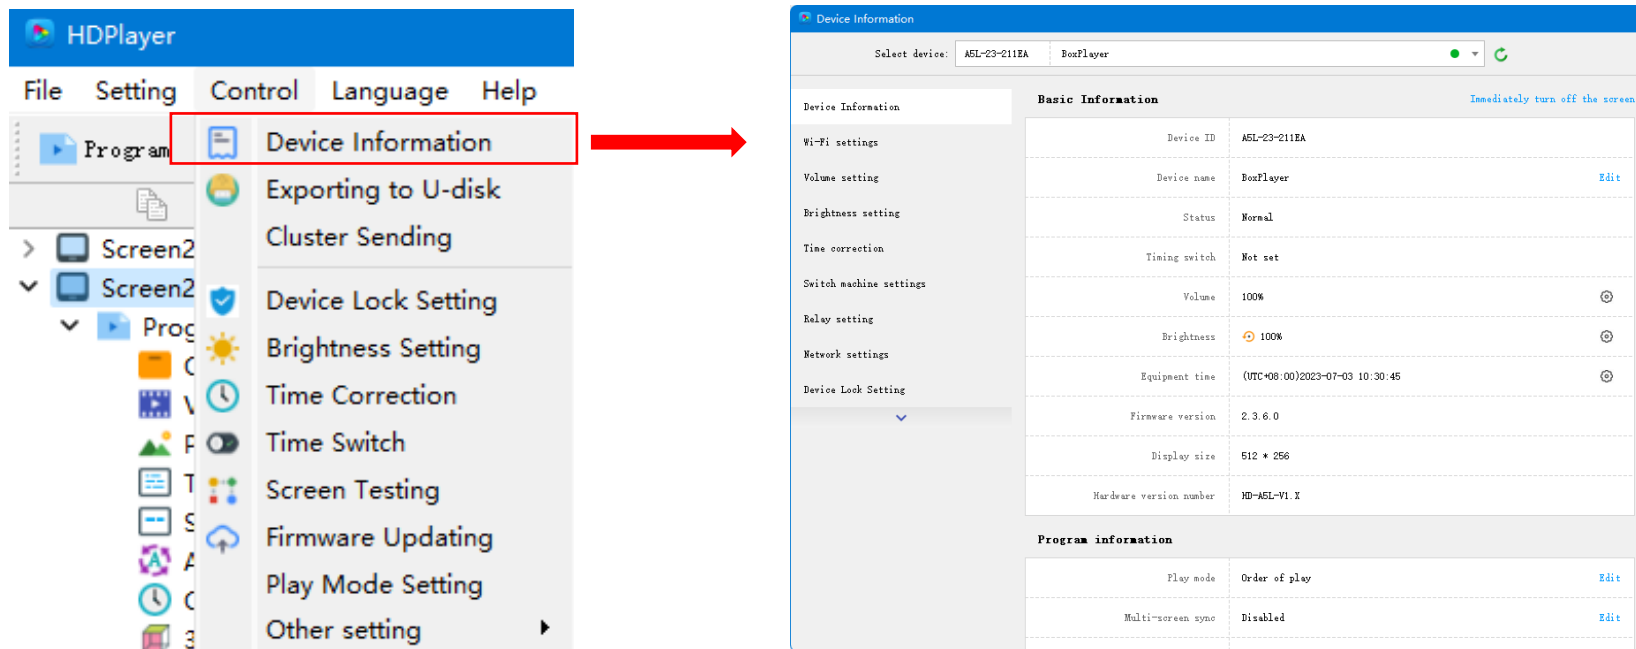 HDPlayer
File Setting Control Language Help
Program
Device Information
Exporting to U-disk
Cluster Sending
Screen2
Device Lock Setting
Screen2
Brightness Setting
Prog
Time Correction
Time Switch
Screen Testing
Firmware Updating
Play Mode Setting
Other setting
Device Information
Select device: A5L-23-211EA BoxPlayer
Device Information
Wi-Fi settings
Volume setting
Brightness setting
Time correction
Switch machine settings
Relay setting
Network settings
Device Lock Setting
Basic Information Immediately turn off the screen
Device ID A5L-23-211EA
Device name BoxPlayer Edit
Status Normal
Timing switch Not set
Volume 100%
Brightness 100%
Equipment time (UTC+08:00)2023-07-03 10:30:45
Firmware version 2.3.6.0
Display size 512 * 256
Hardware version number HD-A5L-V1.X
Program information
Play mode Order of play Edit
Multi-screen sync Disabled Edit